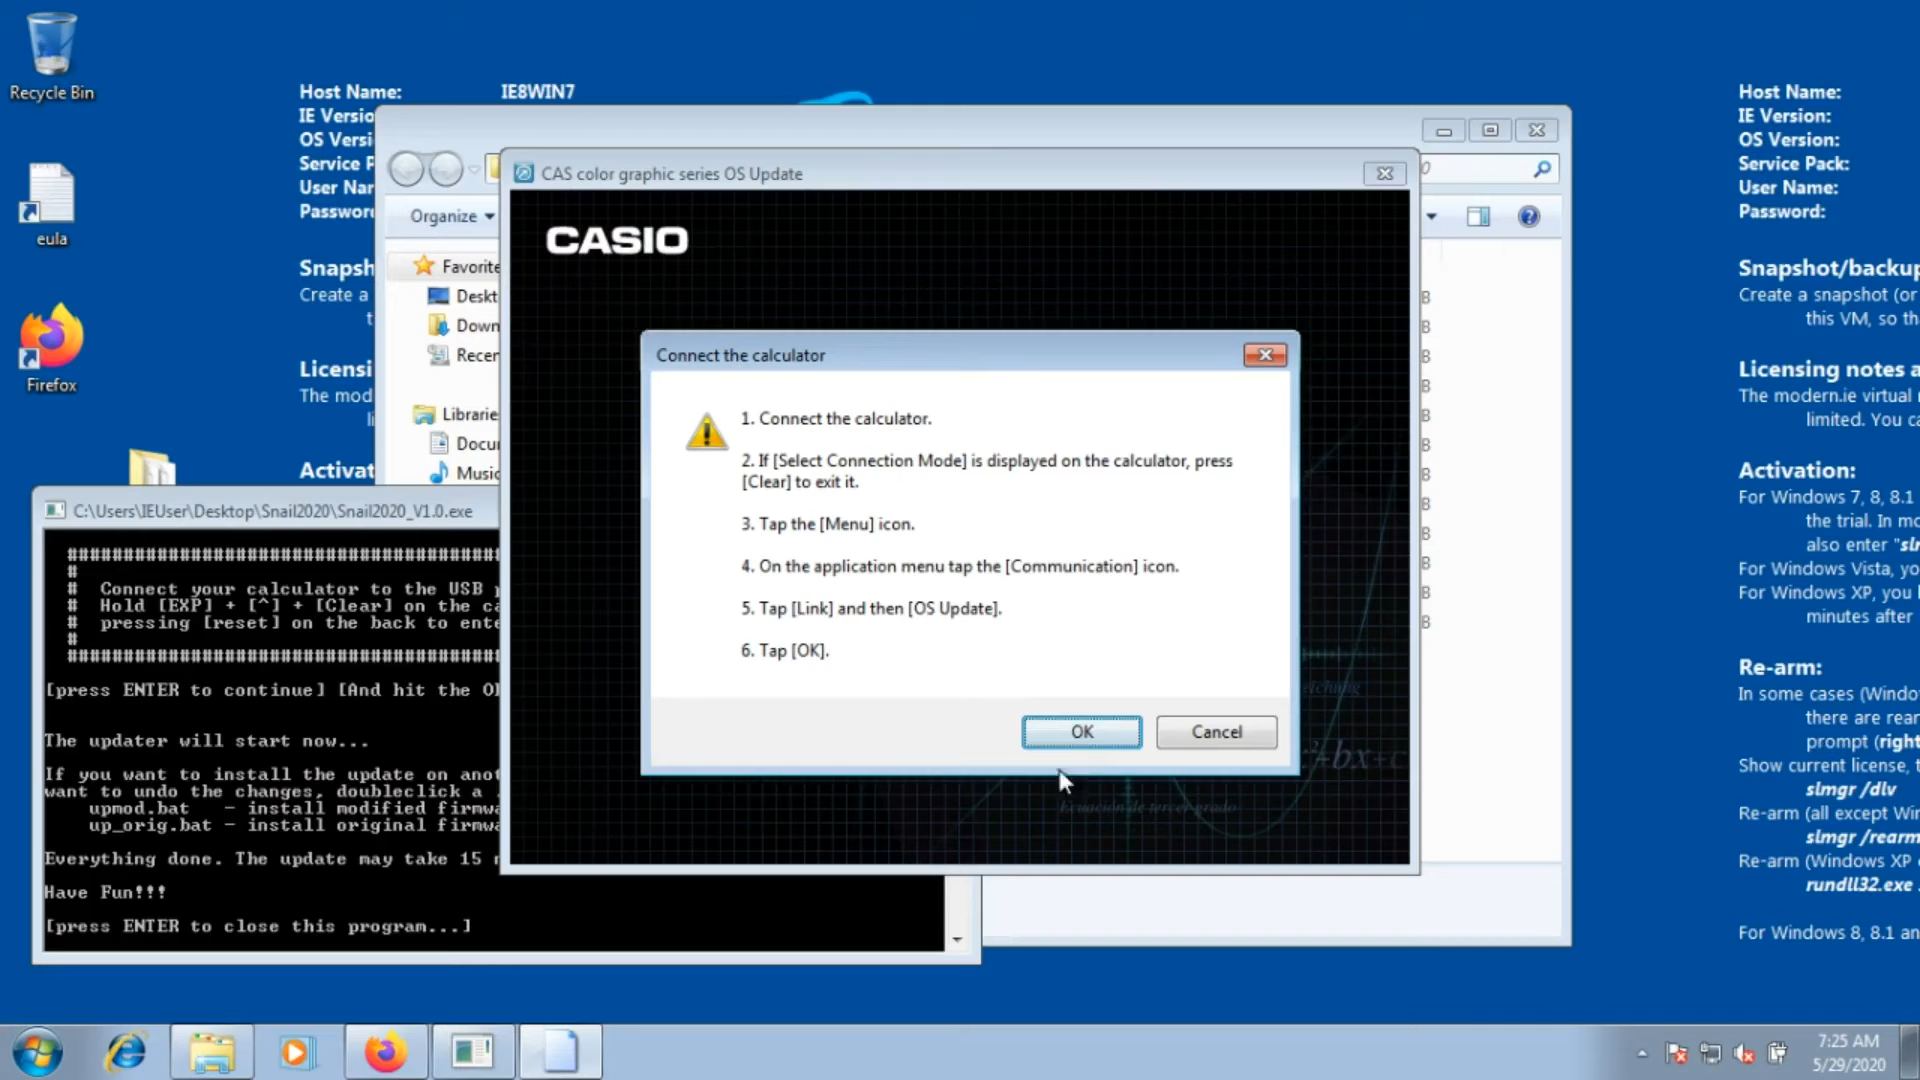 Recycle Bin
eula
Firefox
Host Name: IE8WIN7
IE Versio
OS Versi
Service P
User Nar
Password
Snapsh
Create a
Licensi
The mod
Activat
Organize
Favorite
Deskt
Down
Recen
Librarie
Docu
Music
CAS color graphic series OS Update
CASIO
Connect the calculator
1. Connect the calculator.
2. If [Select Connection Mode] is displayed on the calculator, press
[Clear] to exit it.
3. Tap the [Menu] icon.
4. On the application menu tap the [Communication] icon.
5. Tap [Link] and then [OS Update].
6. Tap [OK].
OK Cancel
Ecuación de tercer grado
C:\Users\IEUser\Desktop\Snail2020\Snail2020_V1.0.exe
#########################################
#
# Connect your calculator to the USB
# Hold [EXP] + [^] + [Clear] on the ca
# pressing [reset] on the back to ente
#
#########################################
[press ENTER to continue] [And hit the O
The updater will start now...
If you want to install the update on anot
want to undo the changes, doubleclick a
upmod.bat - install modified firmwa
up_orig.bat - install original firmwa
Everything done. The update may take 15
Have Fun!!!
[press ENTER to close this program...]
Host Name:
IE Version:
OS Version:
Service Pack:
User Name:
Password:
Snapshot/backup
Create a snapshot (or
this VM, so tha
Licensing notes a
The modern.ie virtual
limited. You ca
Activation:
For Windows 7, 8, 8.1
the trial. In mo
also enter "slr
For Windows Vista, yo
For Windows XP, you l
minutes after
Re-arm:
In some cases (Windo
there are rear
prompt (right
Show current license, t
slmgr /dlv
Re-arm (all except Wir
slmgr /rearm
Re-arm (Windows XP
rundll32.exe
For Windows 8, 8.1 an
7:25 AM
5/29/2020